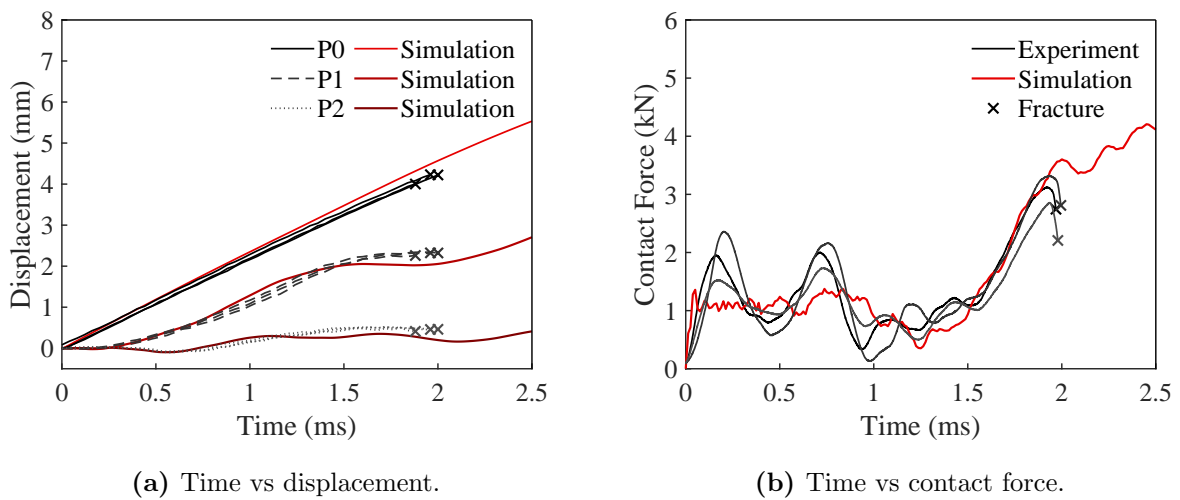 8
7
6
5
4
3
2
1
0
Displacement (mm)
P0 Simulation
P1 Simulation
P2 Simulation
0 0.5 1 1.5 2 2.5
Time (ms)
(a) Time vs displacement.
6
5
4
3
2
1
0
Contact Force (kN)
Experiment
Simulation
Fracture
0 0.5 1 1.5 2 2.5
Time (ms)
(b) Time vs contact force.